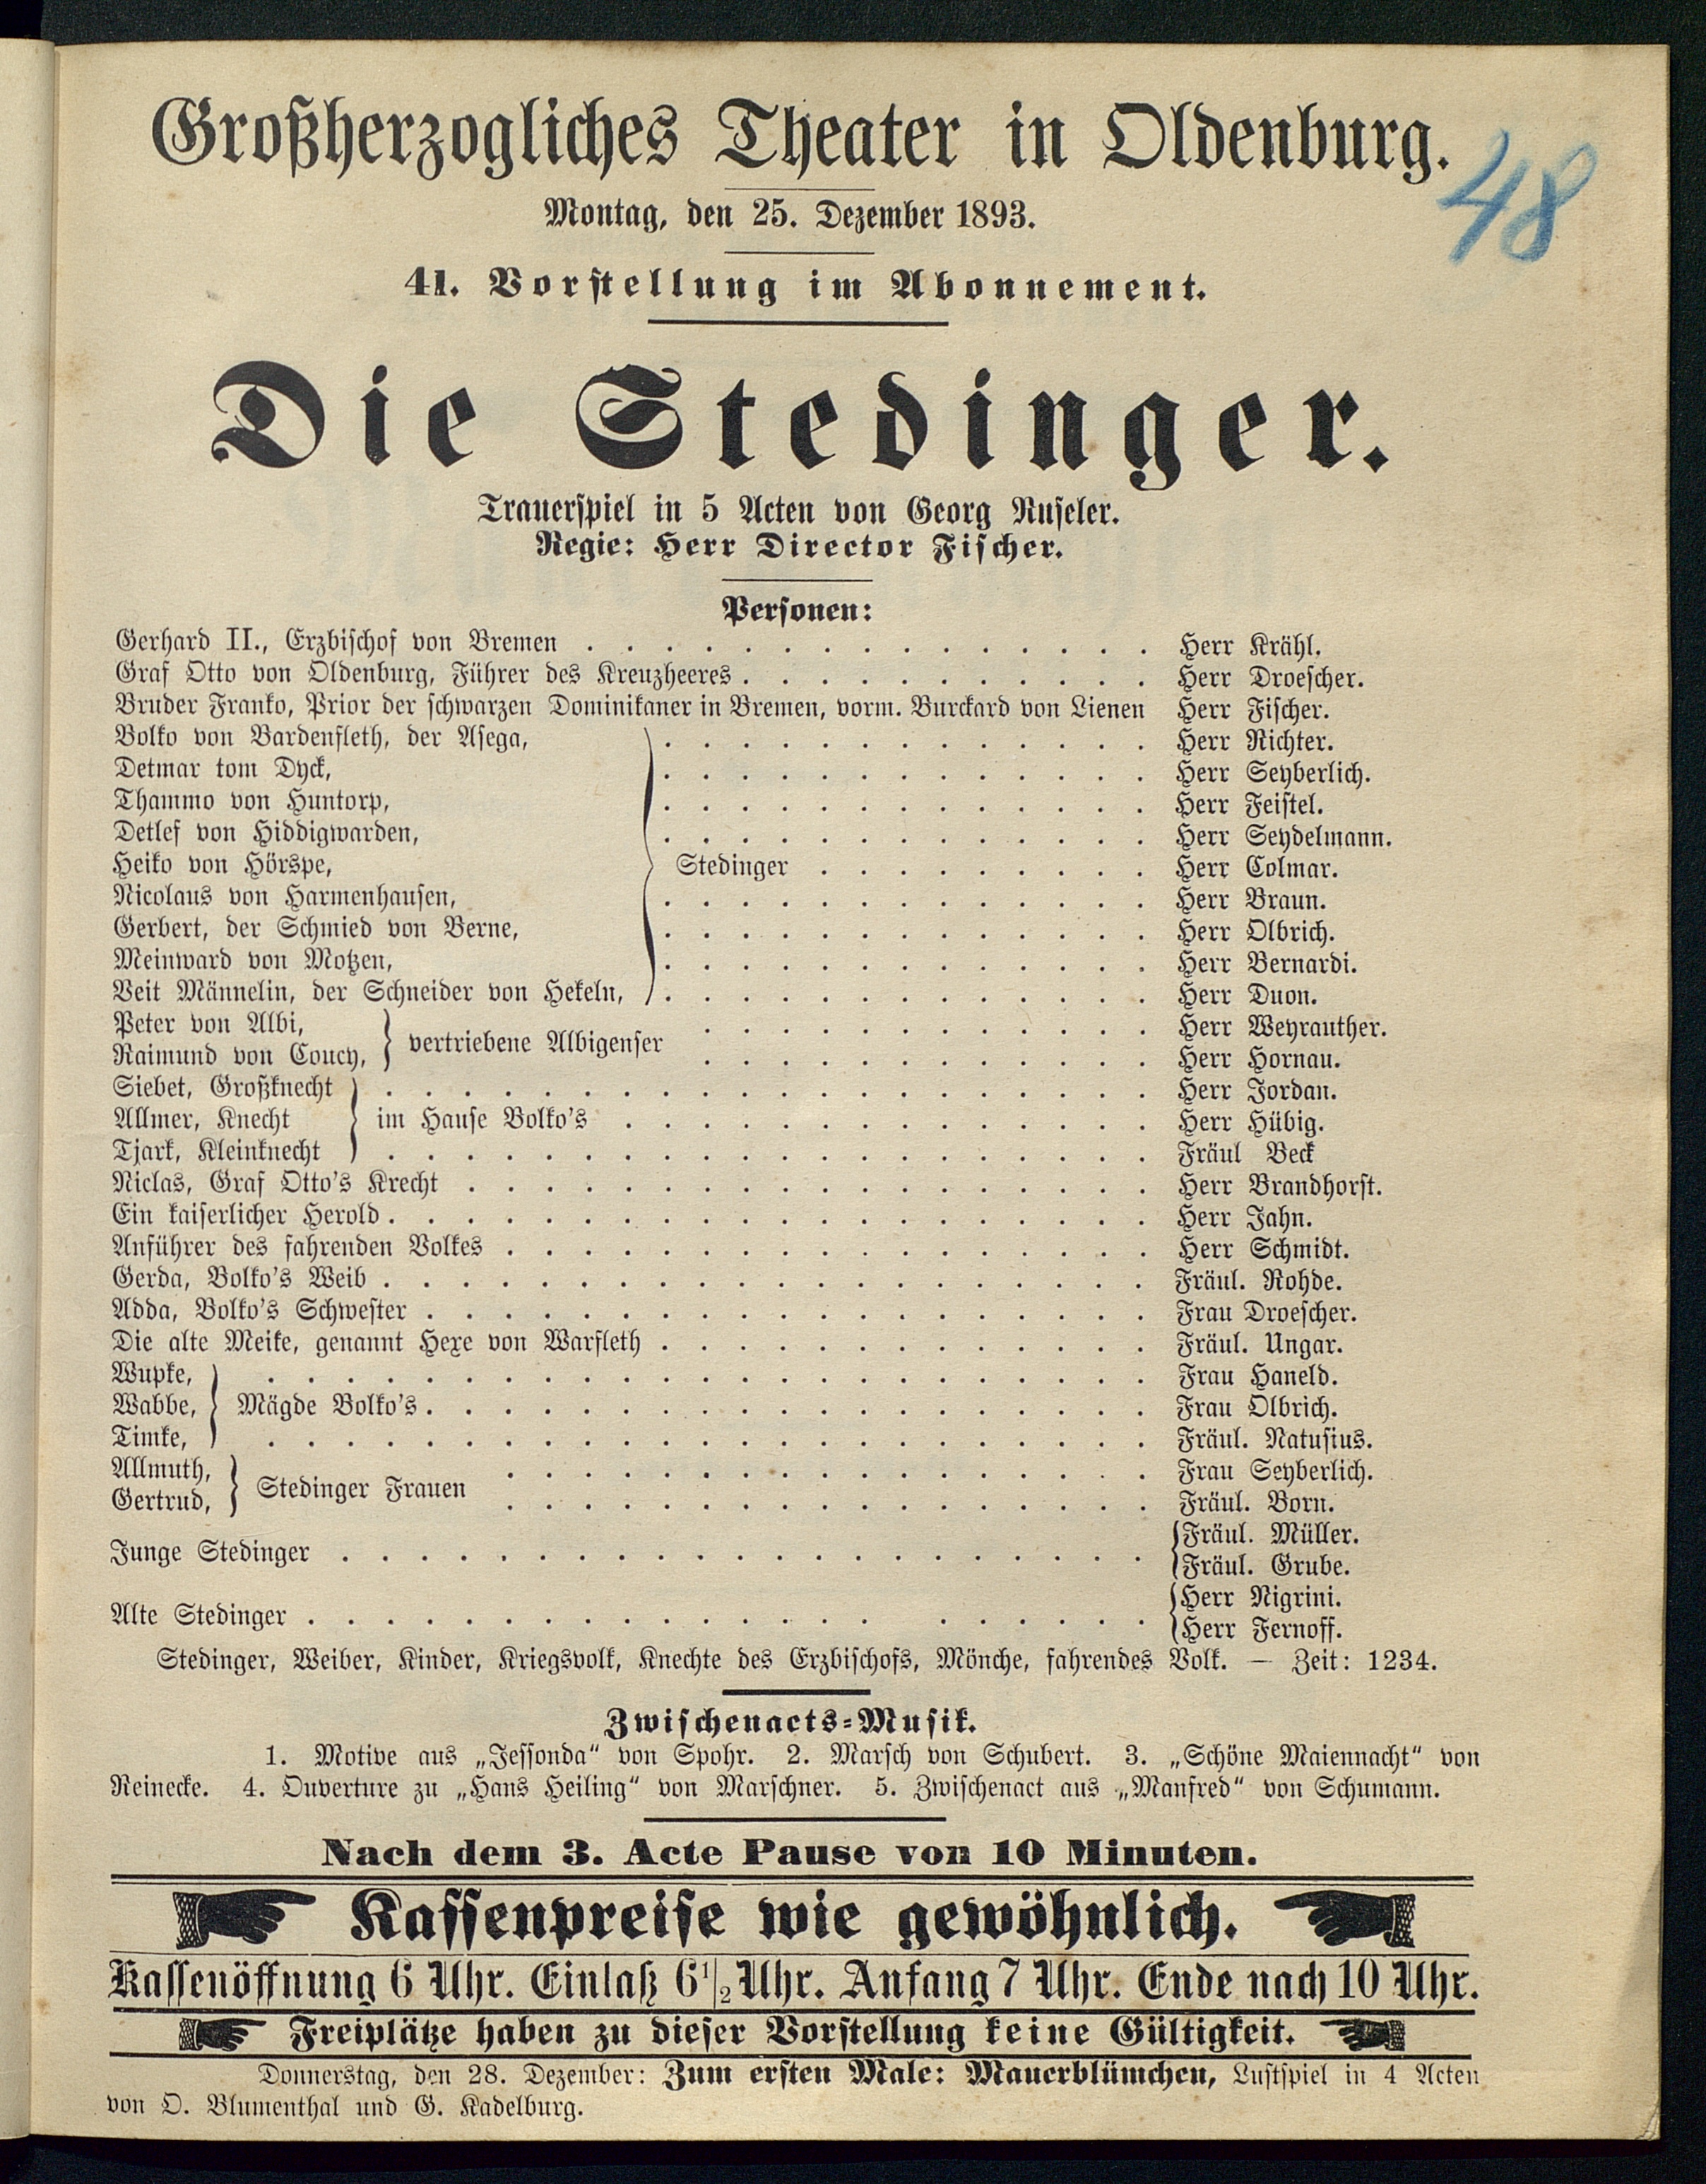 Großherzogliches Theater in Oldenburg.
48
Montag, den 25. Dezember 1893.
41. Vorstellung im Abonnement.
Die Stedinger.
Trauerspiel in 5 Acten von Georg Ruseler.
Regie: Herr Director Fischer.
Personen:
Gerhard II., Erzbischof von Bremen . . . . . . . . . . . . . . . Herr Krähl.
Graf Otto von Oldenburg, Führer des Kreuzheeres . . . . . . . . . . . Herr Droescher.
Bruder Franko, Prior der schwarzen Dominikaner in Bremen, vorm. Burckard von Lienen Herr Fischer.
Bolko von Bardenfleth, der Asega, . . . . . . . . . . . . . Herr Richter.
Detmar tom Dyck, . . . . . . . . . . . . . Herr Seyberlich.
Thammo von Huntorp, . . . . . . . . . . . . . Herr Feistel.
Detlef von Hiddigwarden, . . . . . . . . . . . . . Herr Seydelmann.
Heiko von Hörspe, Stedinger . . . . . . . . . Herr Colmar.
Nicolaus von Harmenhausen, . . . . . . . . . . . . . Herr Braun.
Gerbert, der Schmied von Berne, . . . . . . . . . . . . . Herr Olbrich.
Meinward von Motzen, . . . . . . . . . . . . . Herr Bernardi.
Veit Männelin, der Schneider von Hekeln, . . . . . . . . . . . . . Herr Duon.
Peter von Albi, . . . . . . . . . . . . Herr Weyrauther.
vertriebene Albigenser
Raimund von Coucy, . . . . . . . . . . . . Herr Hornau.
Siebet, Großknecht . . . . . . . . . . . . . . . . . . . . Herr Jordan.
Allmer, Knecht im Hause Bolko's . . . . . . . . . . . . . . Herr Hübig.
Tjark, Kleinknecht . . . . . . . . . . . . . . . . . . . . Fräul Beck
Niclas, Graf Otto's Krecht . . . . . . . . . . . . . . . . . . Herr Brandhorst.
Ein kaiserlicher Herold . . . . . . . . . . . . . . . . . . . . Herr Jahn.
Anführer des fahrenden Volkes . . . . . . . . . . . . . . . . . Herr Schmidt.
Gerda, Bolko's Weib . . . . . . . . . . . . . . . . . . . . Fräul. Rohde.
Adda, Bolko's Schwester . . . . . . . . . . . . . . . . . . . Frau Droescher.
Die alte Meike, genannt Hexe von Warfleth . . . . . . . . . . . . . Fräul. Ungar.
Wupke, . . . . . . . . . . . . . . . . . . . . . . . Frau Haneld.
Wabbe, Mägde Bolko's . . . . . . . . . . . . . . . . . . . Frau Olbrich.
Timke, . . . . . . . . . . . . . . . . . . . . . . . Fräul. Natusius.
Allmuth, . . . . . . . . . . . . . . . . . Frau Seyberlich.
Stedinger Frauen
Gertrud, . . . . . . . . . . . . . . . . . Fräul. Born.
Fräul. Müller.
Junge Stedinger . . . . . . . . . . . . . . . . . . . . .
Fräul. Grube.
Herr Nigrini.
Alte Stedinger . . . . . . . . . . . . . . . . . . . . .
Herr Fernoff.
Stedinger, Weiber, Kinder, Kriegsvolk, Knechte des Erzbischofs, Mönche, fahrendes Volk. — Zeit: 1234.
Zwischenacts-Musik.
1. Motive aus „Jessonda“ von Spohr. 2. Marsch von Schubert. 3. „Schöne Maiennacht“ von
Reinecke. 4. Ouverture zu „Hans Heiling“ von Marschner. 5. Zwischenact aus „Manfred“ von Schumann.
Nach dem 3. Acte Pause von 10 Minuten.
Kassenpreise wie gewöhnlich.
Kassenöffnung 6 Uhr. Einlaß 6½ Uhr. Anfang 7 Uhr. Ende nach 10 Uhr.
Freiplätze haben zu dieser Vorstellung keine Gültigkeit.
Donnerstag, den 28. Dezember: Zum ersten Male: Mauerblümchen, Lustspiel in 4 Acten
von O. Blumenthal und G. Kadelburg.